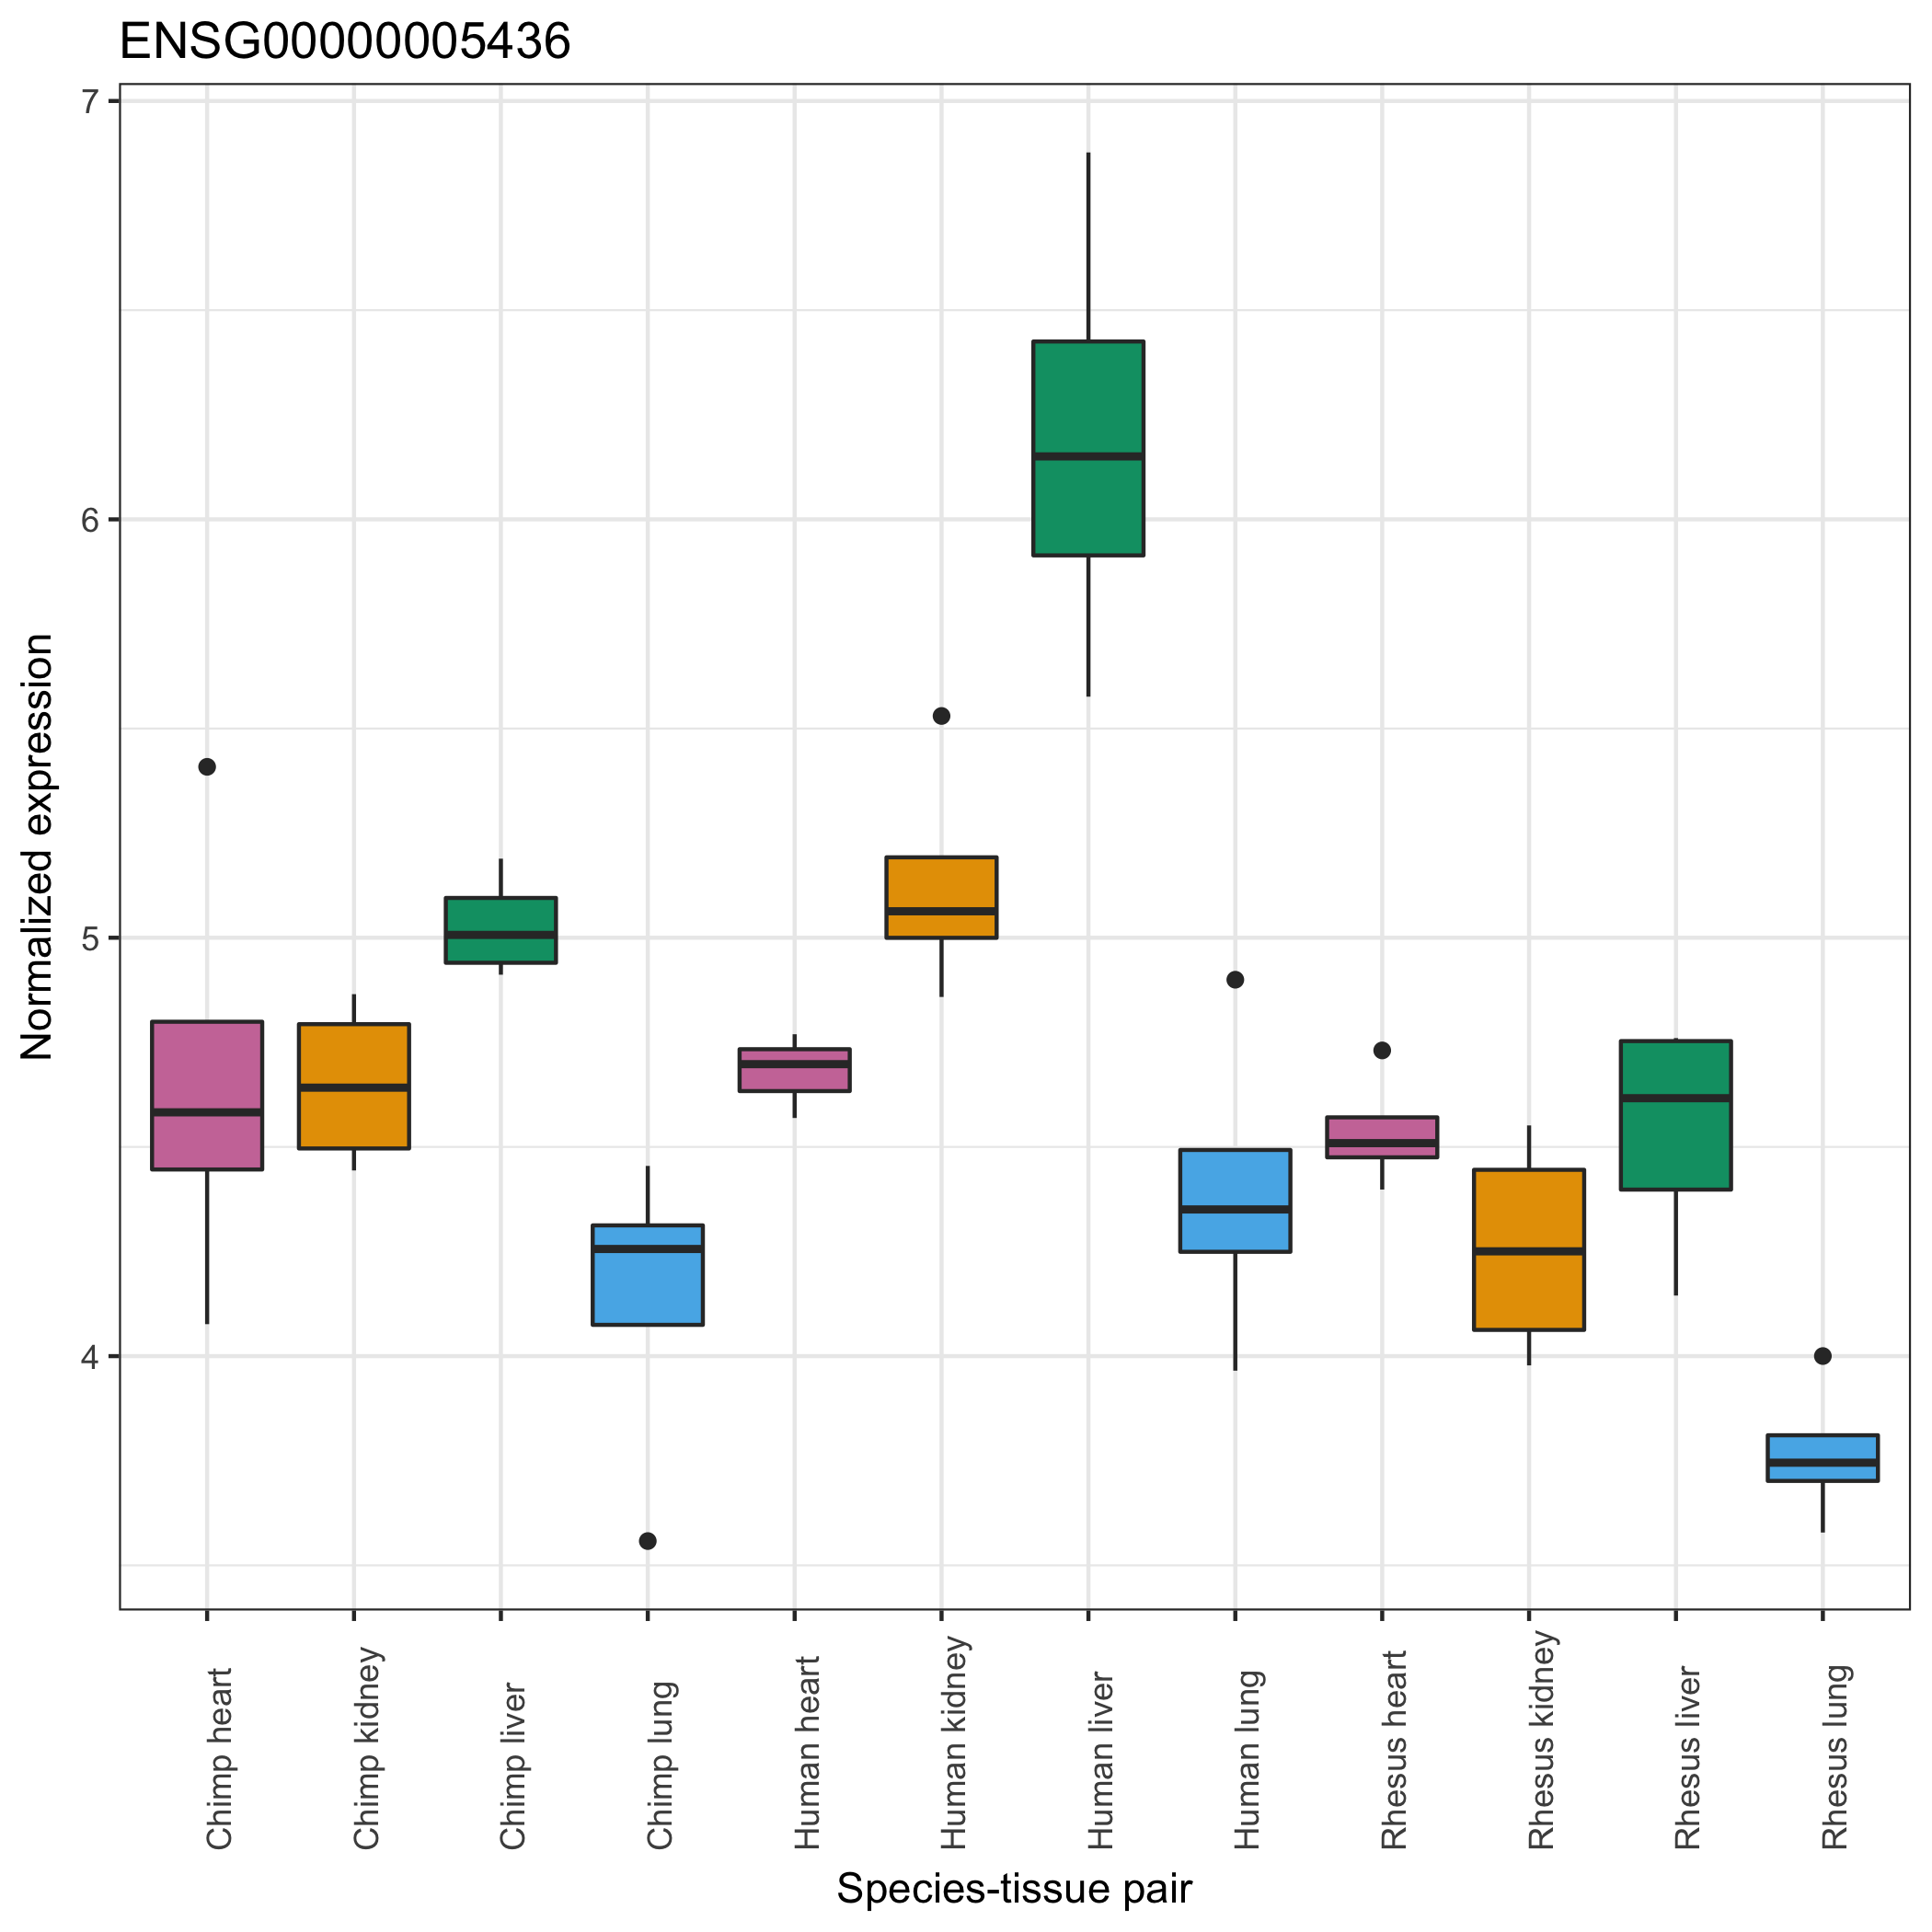 ENSG00000005436
Normalized expression
7
6
5
4
Chimp heart
Chimp kidney
Chimp liver
Chimp lung
Human heart
Human kidney
Human liver
Human lung
Rhesus heart
Rhesus kidney
Rhesus liver
Rhesus lung
Species-tissue pair